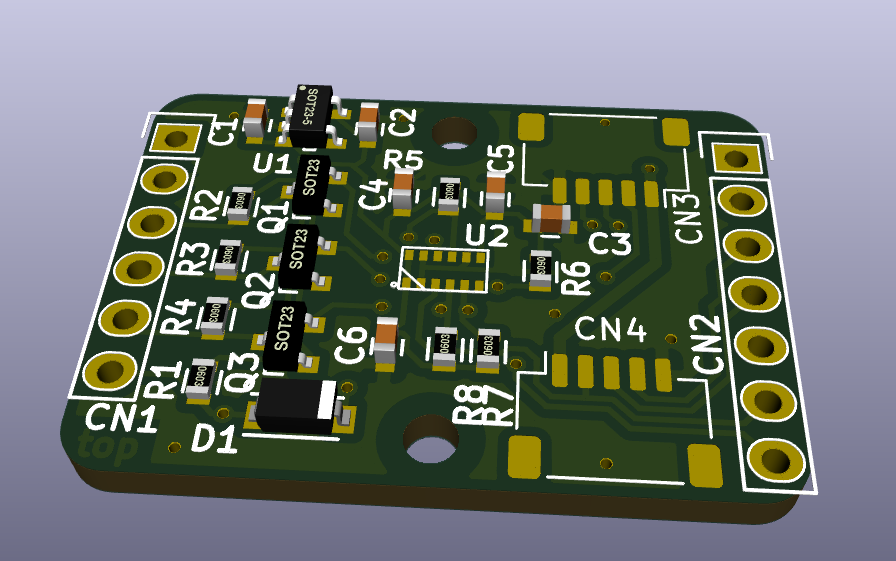 C1
SOT23-5
C2
U1
SOT23
R5
C5
C4
0603
R2
0603
Q1
CN3
U2
C3
R3
0603
SOT23
Q2
0603
R6
R4
0603
SOT23
C6
CN4
CN2
0603
0603
R1
0603
Q3
R8
R7
CN1
D1
top